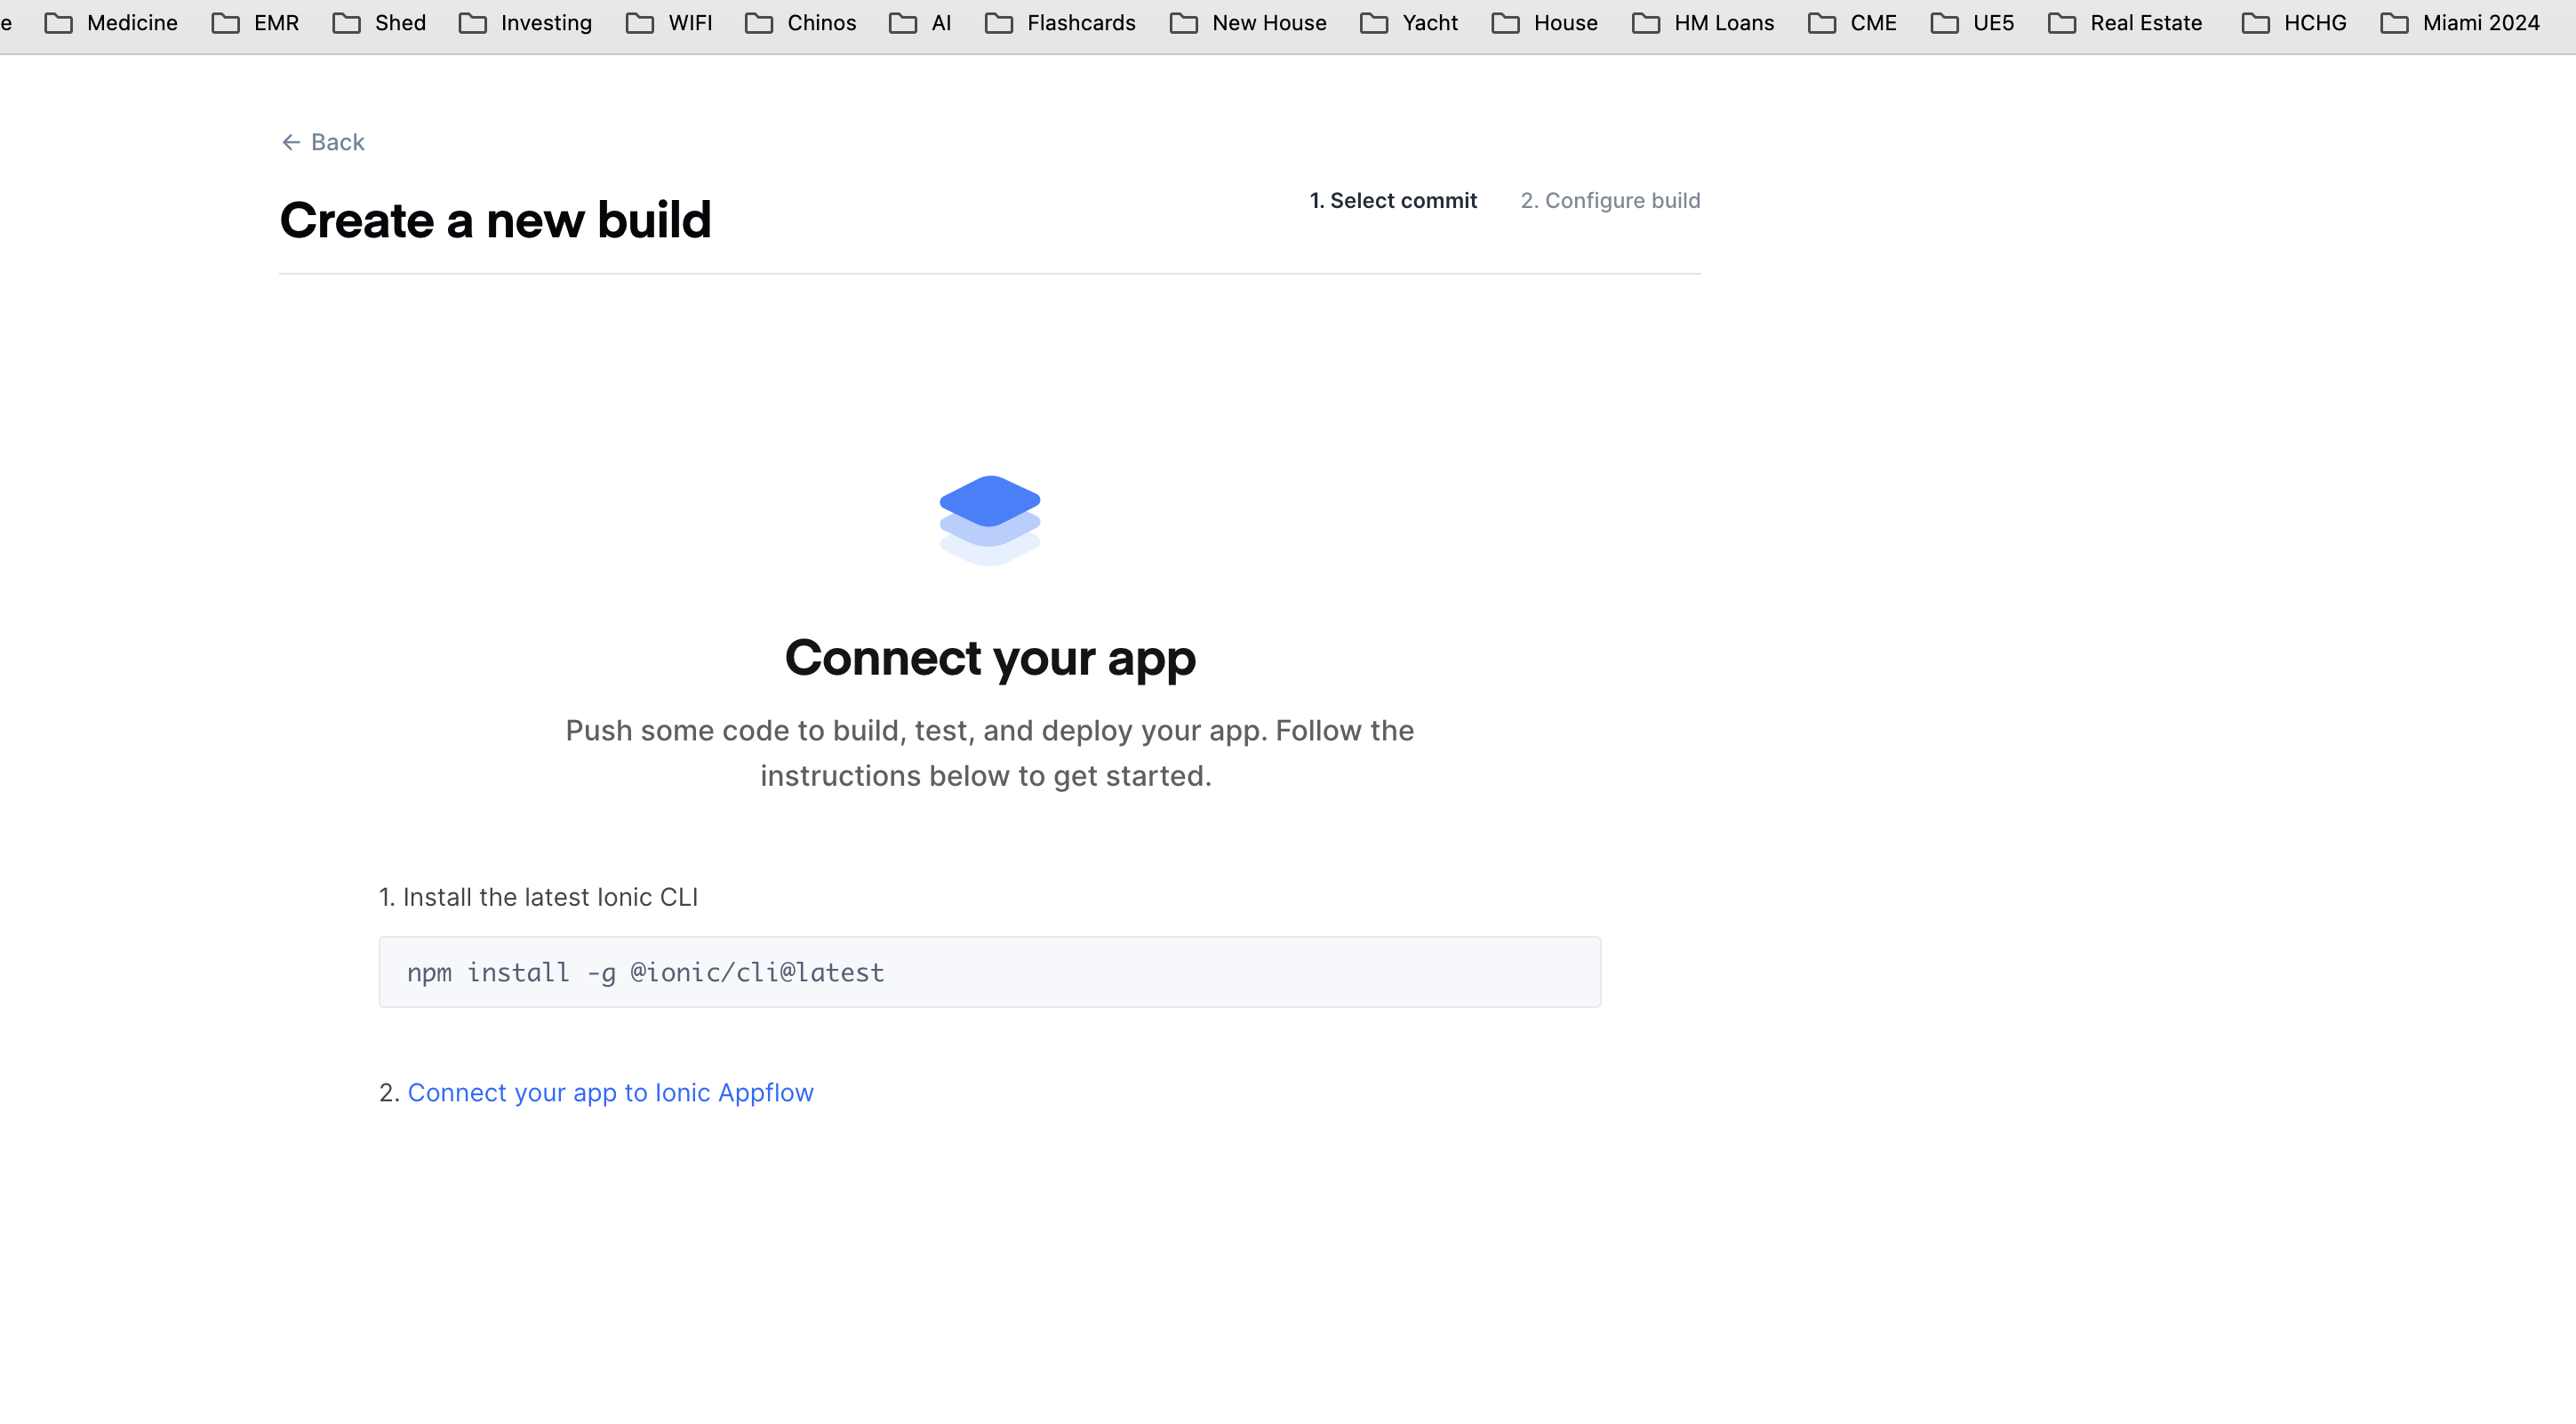 e Medicine EMR Shed Investing WIFI Chinos AI Flashcards New House Yacht House HM Loans CME UE5 Real Estate HCHG Miami 2024
← Back
Create a new build
1. Select commit 2. Configure build
Connect your app
Push some code to build, test, and deploy your app. Follow the
instructions below to get started.
1. Install the latest Ionic CLI
npm install -g @ionic/cli@latest
2. Connect your app to Ionic Appflow